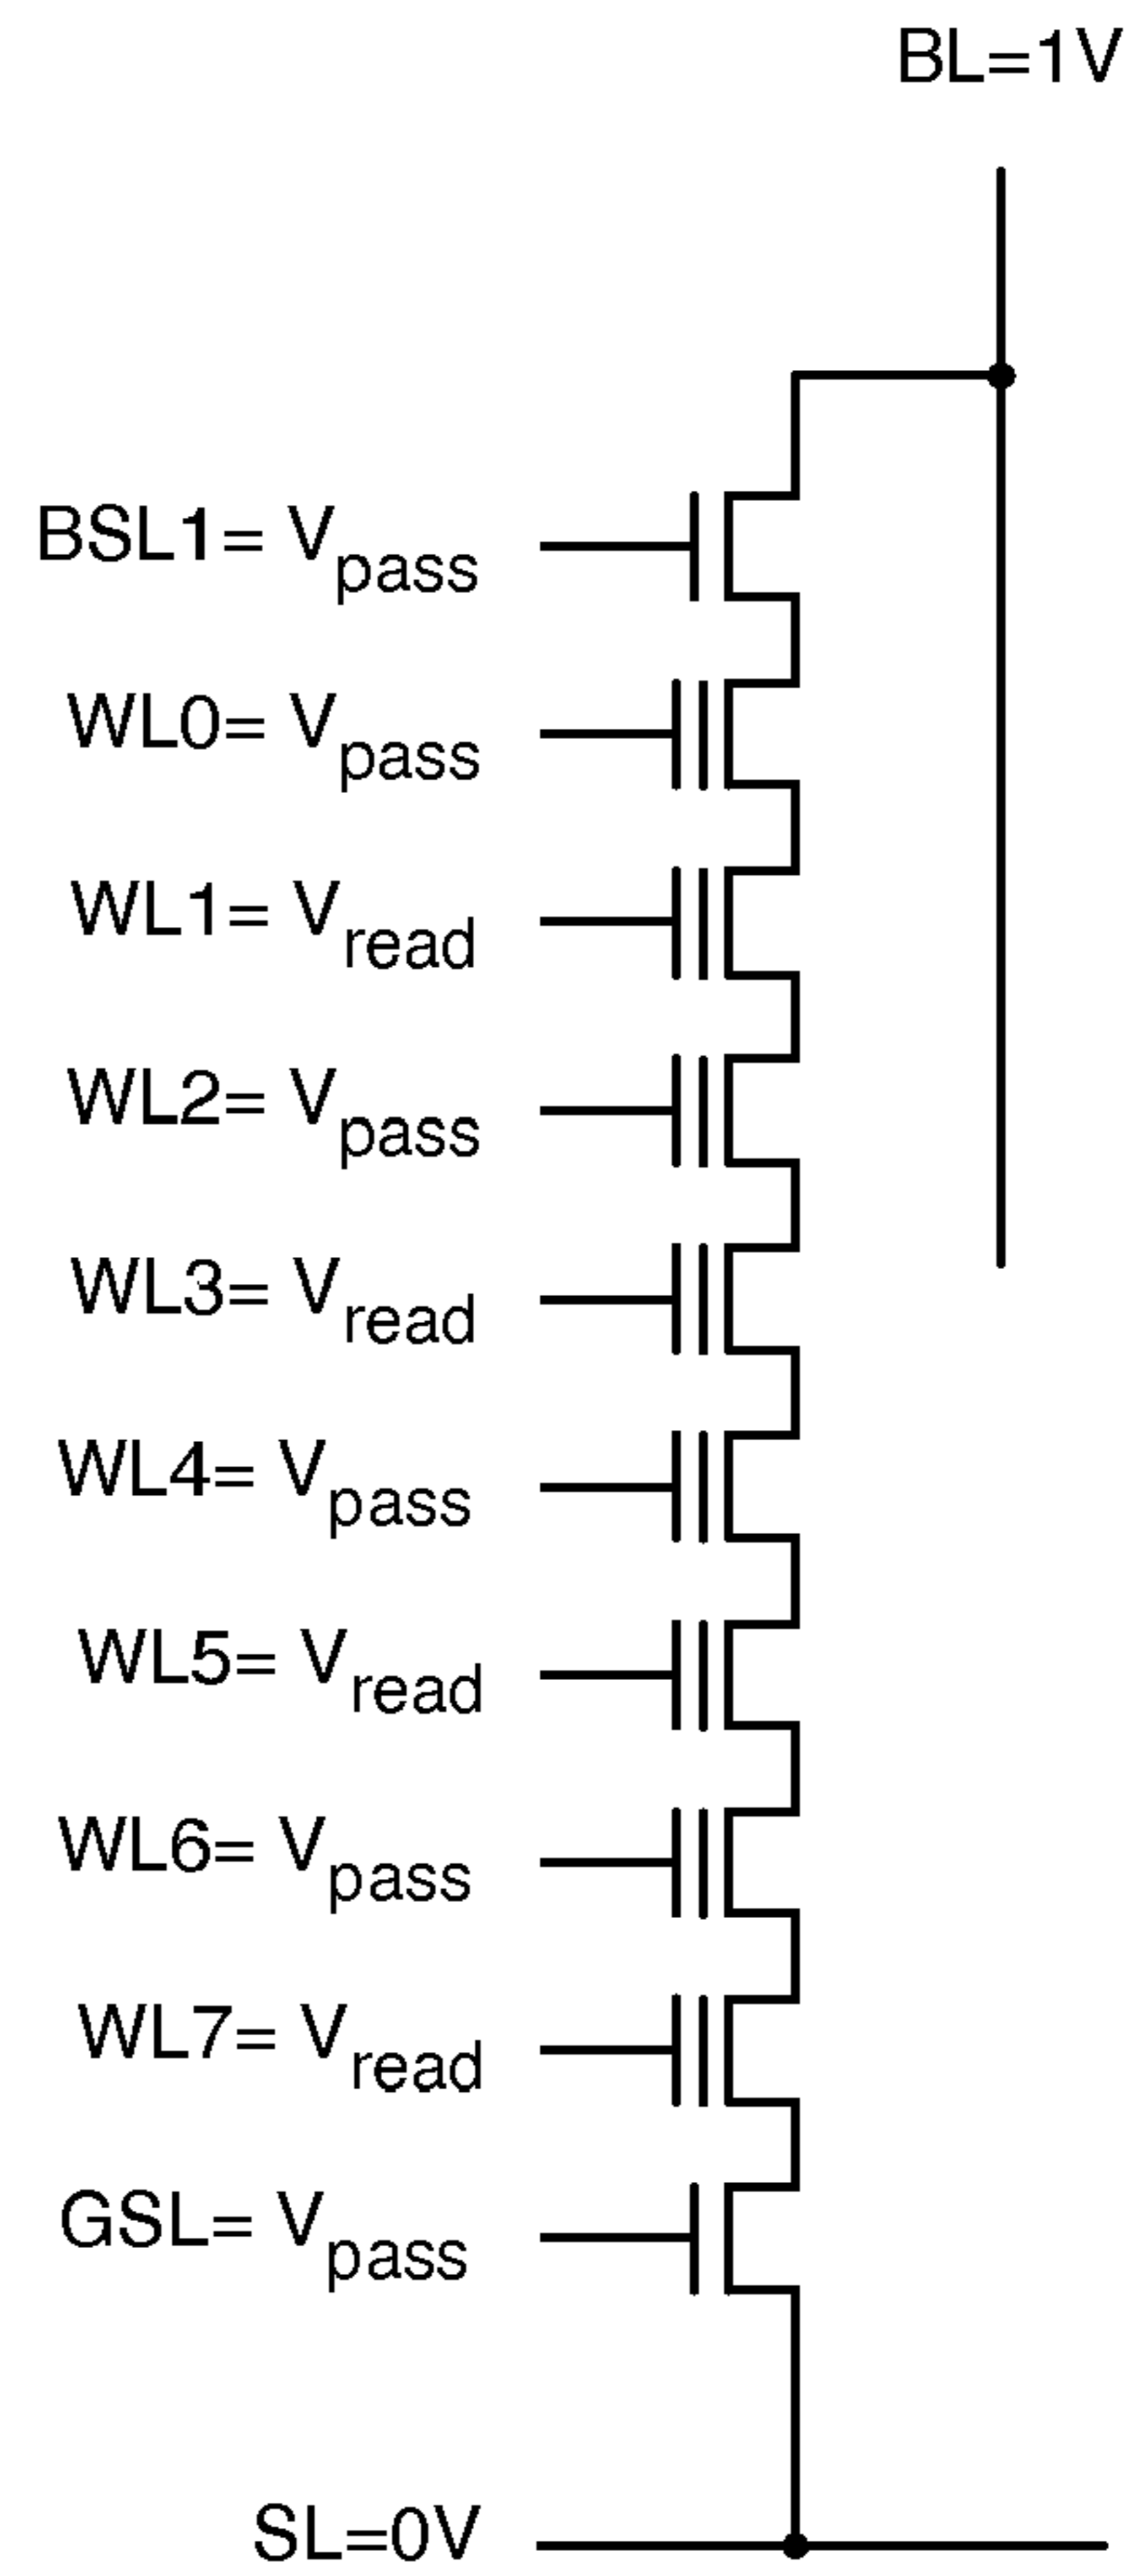 BL=1V
BSL1= Vpass
WL0= Vpass
WL1= Vread
WL2= Vpass
WL3= Vread
WL4= Vpass
WL5= Vread
WL6= Vpass
WL7= Vread
GSL= Vpass
SL=0V